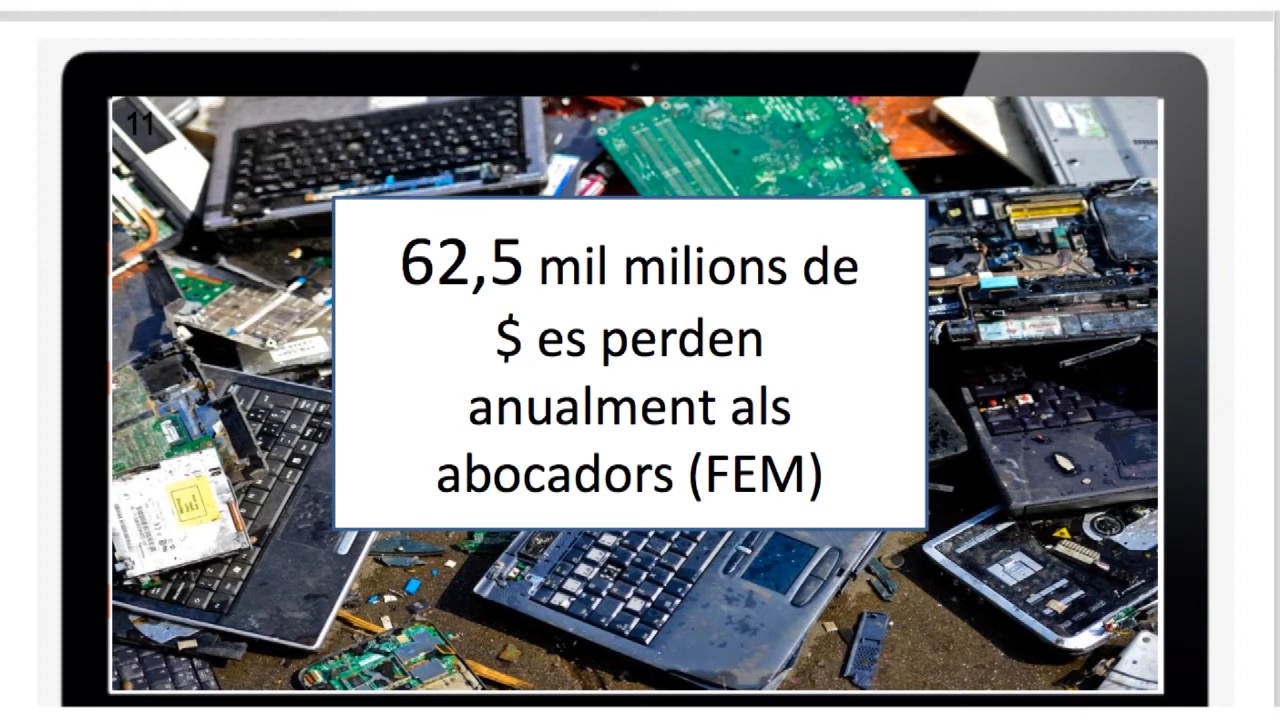 11
62,5 mil milions de
$ es perden
anualment als
abocadors (FEM)